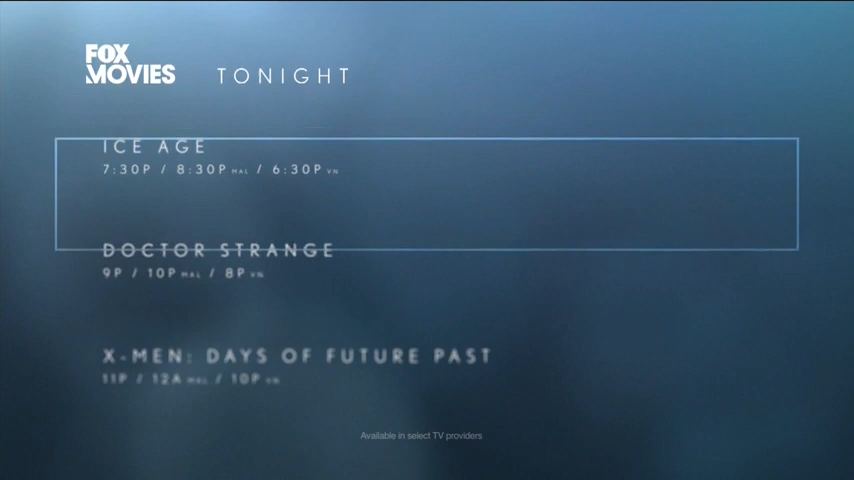 FOX
MOVIES
TONIGHT
ICE AGE
7:30P / 8:30P MAL / 6:30P VN
DOCTOR STRANGE
9P / 10P MAL / 8P VN
X-MEN: DAYS OF FUTURE PAST
11P / 12A MAL / 10P VN
Available in select TV providers